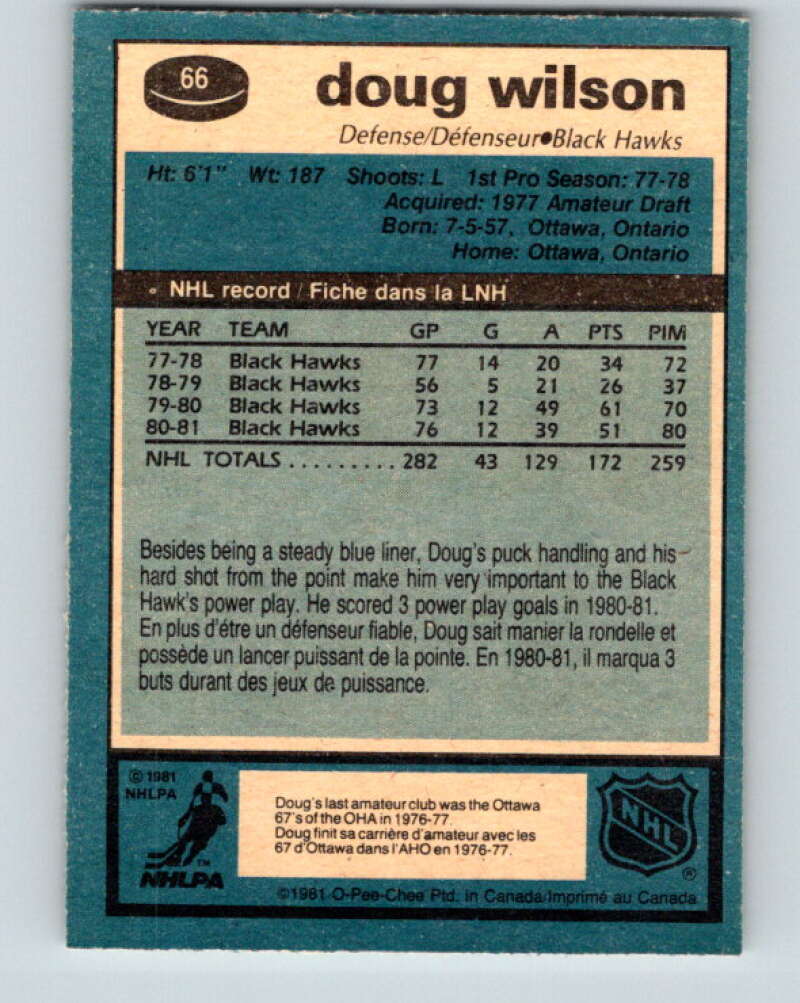 66
doug wilson
Defense/Défenseur●Black Hawks
Ht: 6'1" Wt: 187 Shoots: L 1st Pro Season: 77-78
Acquired: 1977 Amateur Draft
Born: 7-5-57, Ottawa, Ontario
Home: Ottawa, Ontario
NHL record / Fiche dans la LNH
YEAR TEAM GP G A PTS PIM
77-78 Black Hawks 77 14 20 34 72
78-79 Black Hawks 56 5 21 26 37
79-80 Black Hawks 73 12 49 61 70
80-81 Black Hawks 76 12 39 51 80
NHL TOTALS ......... 282 43 129 172 259
Besides being a steady blue liner, Doug's puck handling and his
hard shot from the point make him very important to the Black
Hawk's power play. He scored 3 power play goals in 1980-81.
En plus d'étre un défenseur fiable, Doug sait manier la rondelle et
possède un lancer puissant de la pointe. En 1980-81, il marqua 3
buts durant des jeux de puissance.
© 1981
NHLPA
TM
NHLPA
Doug's last amateur club was the Ottawa
67's of the OHA in 1976-77.
Doug finit sa carrière d'amateur avec les
67 d'Ottawa dans l'AHO en 1976-77.
NHL
®
©1981 O-Pee-Chee Ptd. in Canada/Imprimé au Canada